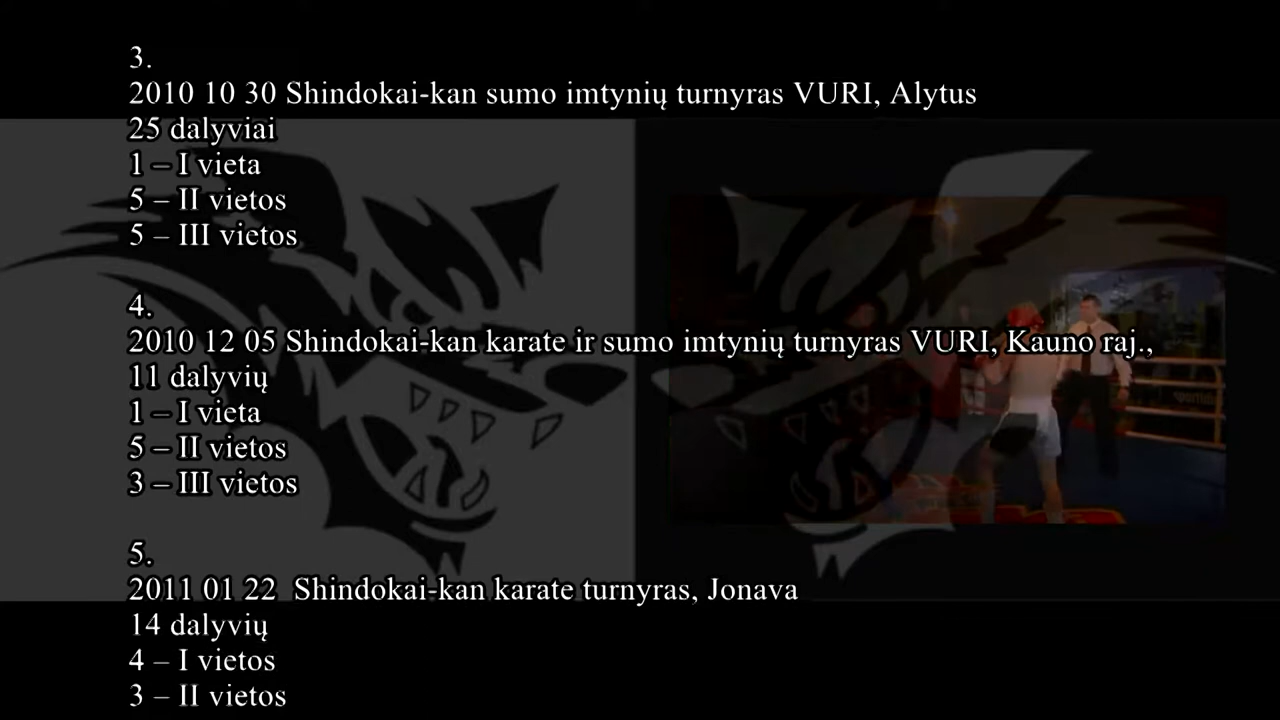 3.
2010 10 30 Shindokai-kan sumo imtynių turnyras VURI, Alytus
25 dalyviai
1 – I vieta
5 – II vietos
5 – III vietos
4.
2010 12 05 Shindokai-kan karate ir sumo imtynių turnyras VURI, Kauno raj.,
11 dalyvių
1 – I vieta
5 – II vietos
3 – III vietos
5.
2011 01 22 Shindokai-kan karate turnyras, Jonava
14 dalyvių
4 – I vietos
3 – II vietos